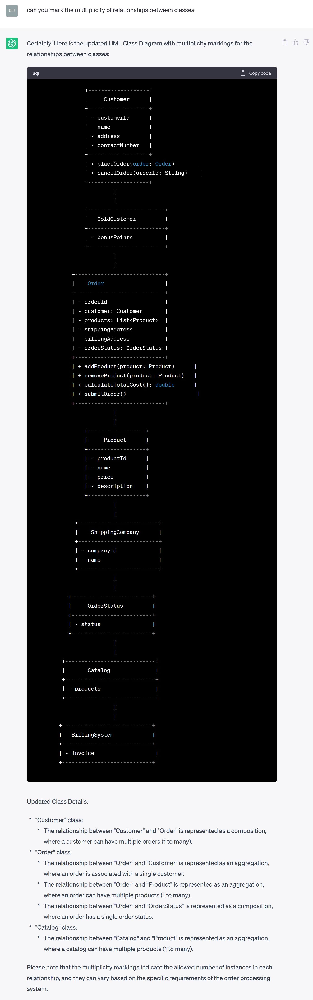 RU
can you mark the multiplicity of relationships between classes
Certainly! Here is the updated UML Class Diagram with multiplicity markings for the
relationships between classes:
sql
Copy code
+-------------------+
|     Customer      |
+-------------------+
| - customerId      |
| - name            |
| - address         |
| - contactNumber   |
+-------------------+
| + placeOrder(order: Order)       |
| + cancelOrder(orderId: String)    |
+-------------------+
|
|
+------------------------+
|   GoldCustomer         |
+------------------------+
| - bonusPoints          |
+------------------------+
|
|
+----------------------------+
|    Order                   |
+----------------------------+
| - orderId                  |
| - customer: Customer       |
| - products: List<Product>  |
| - shippingAddress          |
| - billingAddress           |
| - orderStatus: OrderStatus |
+----------------------------+
| + addProduct(product: Product)      |
| + removeProduct(product: Product)   |
| + calculateTotalCost(): double      |
| + submitOrder()                      |
+----------------------------+
|
|
+------------------+
|     Product      |
+------------------+
| - productId      |
| - name           |
| - price          |
| - description    |
+------------------+
|
|
+-------------------------+
|    ShippingCompany      |
+-------------------------+
| - companyId             |
| - name                  |
+-------------------------+
|
|
+-------------------------+
|     OrderStatus         |
+-------------------------+
| - status                |
+-------------------------+
|
|
+----------------------------+
|       Catalog              |
+----------------------------+
| - products                 |
+----------------------------+
|
|
+----------------------------+
|   BillingSystem            |
+----------------------------+
| - invoice                   |
+----------------------------+
Updated Class Details:
• "Customer" class:
• The relationship between "Customer" and "Order" is represented as a composition,
where a customer can have multiple orders (1 to many).
• "Order" class:
• The relationship between "Order" and "Customer" is represented as an aggregation,
where an order is associated with a single customer.
• The relationship between "Order" and "Product" is represented as an aggregation,
where an order can have multiple products (1 to many).
• The relationship between "Order" and "OrderStatus" is represented as a composition,
where an order has a single order status.
• "Catalog" class:
• The relationship between "Catalog" and "Product" is represented as an aggregation,
where a catalog can have multiple products (1 to many).
Please note that the multiplicity markings indicate the allowed number of instances in each
relationship, and they can vary based on the specific requirements of the order processing
system.